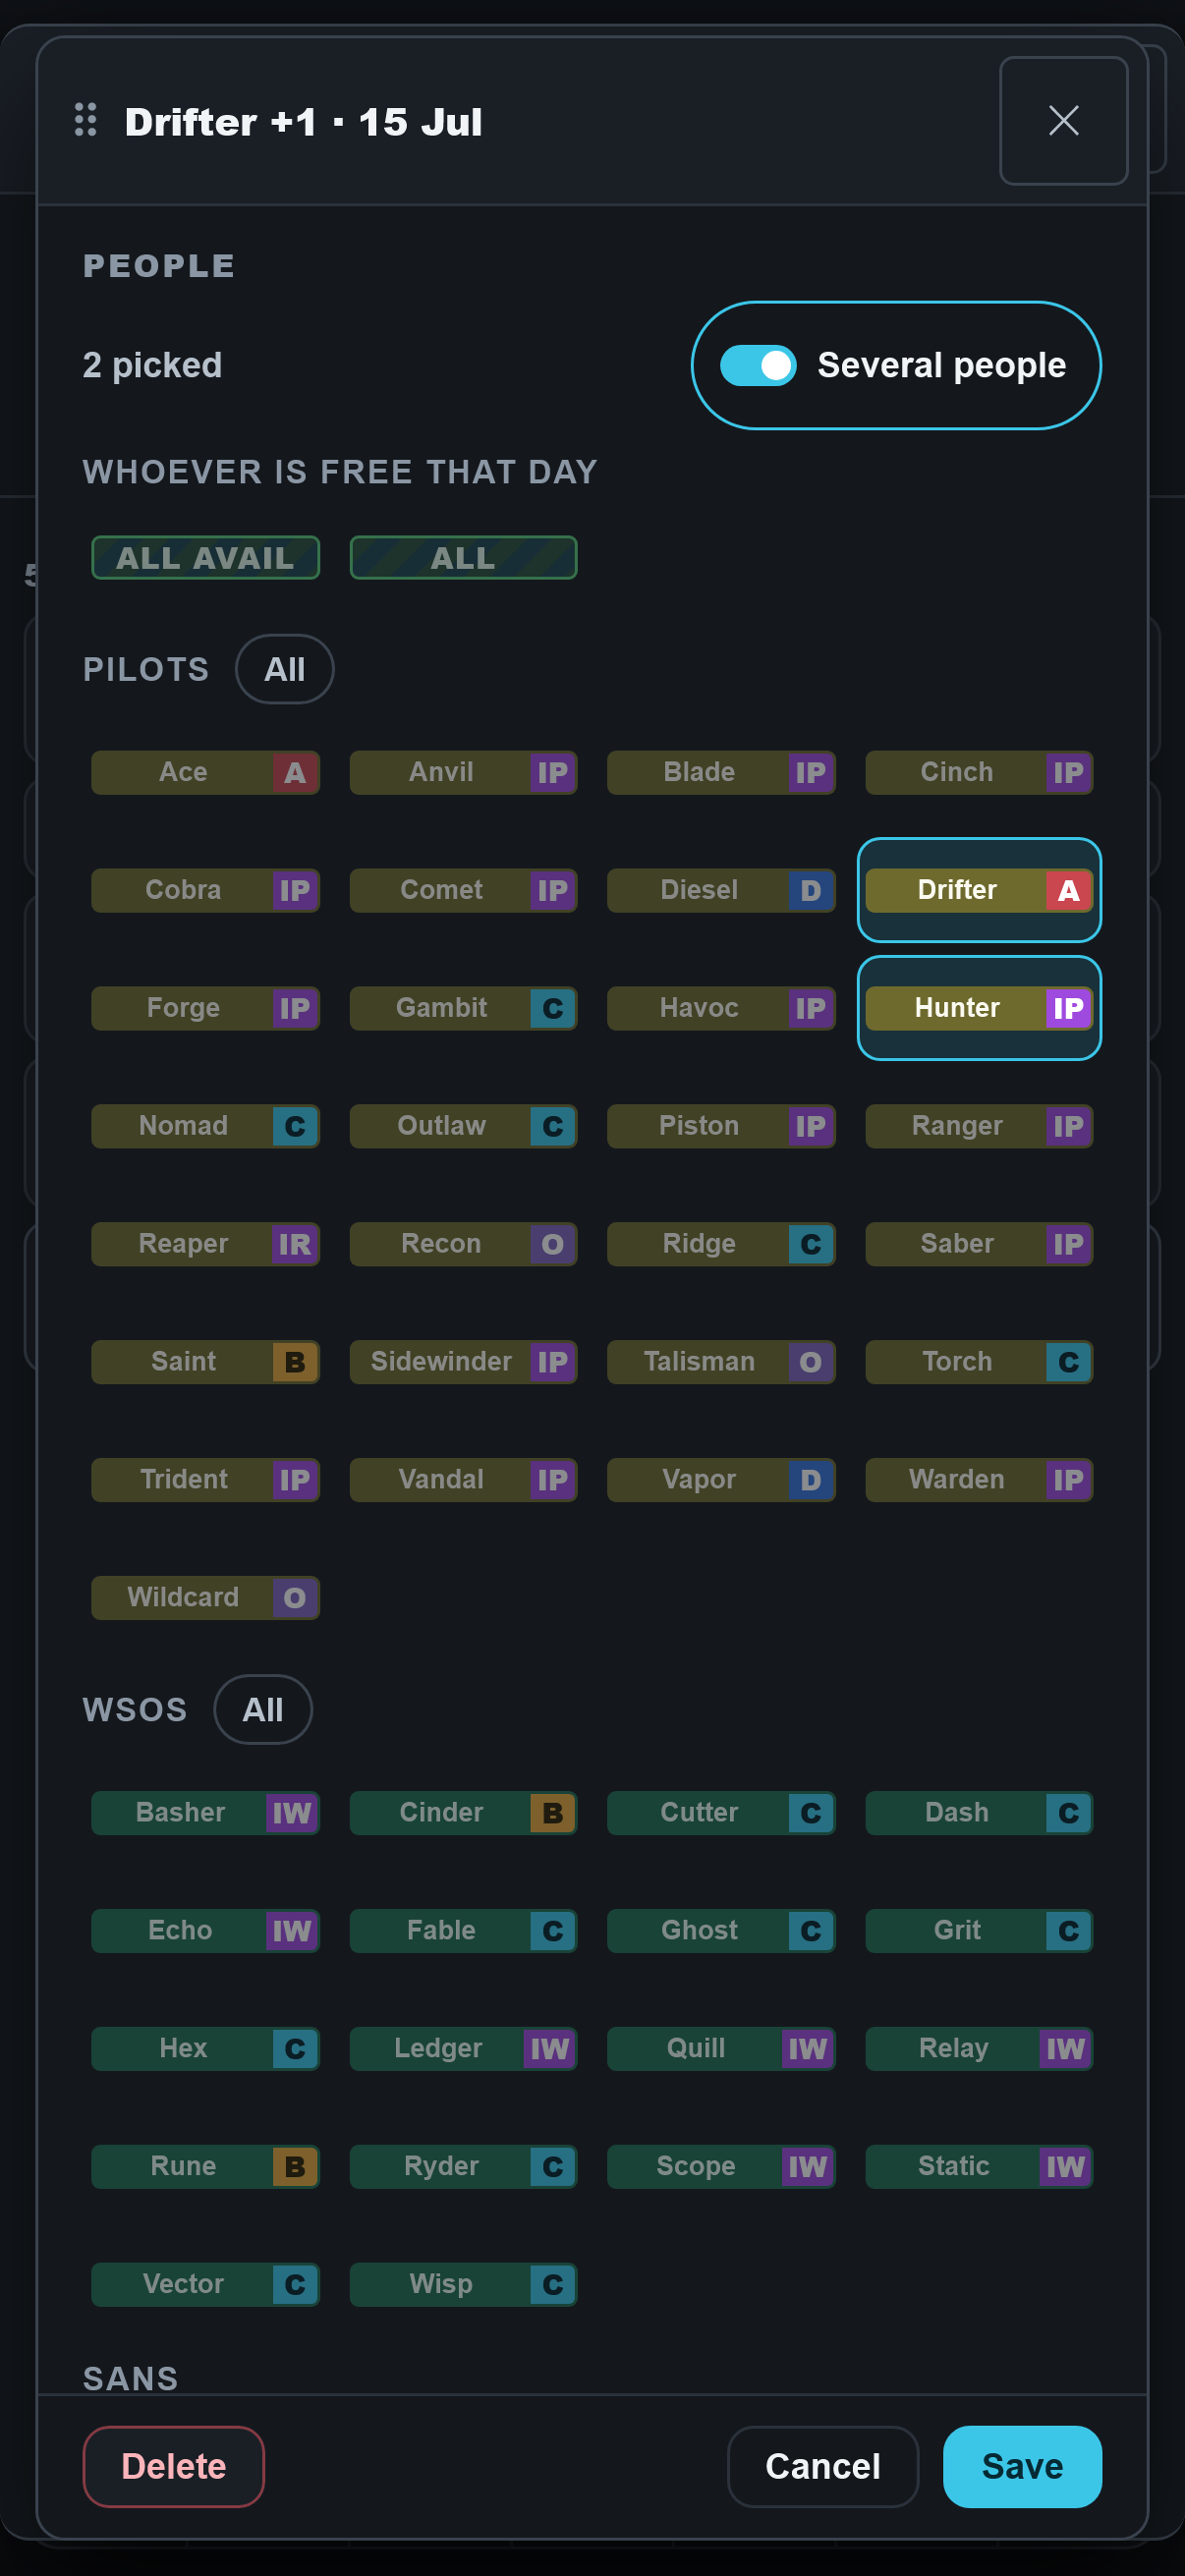 Drifter +1 · 15 Jul
PEOPLE
2 picked Several people
WHOEVER IS FREE THAT DAY
ALL AVAIL ALL
PILOTS All
Ace A Anvil IP Blade IP Cinch IP
Cobra IP Comet IP Diesel D Drifter A
Forge IP Gambit C Havoc IP Hunter IP
Nomad C Outlaw C Piston IP Ranger IP
Reaper IR Recon O Ridge C Saber IP
Saint B Sidewinder IP Talisman O Torch C
Trident IP Vandal IP Vapor D Warden IP
Wildcard O
WSOS All
Basher IW Cinder B Cutter C Dash C
Echo IW Fable C Ghost C Grit C
Hex C Ledger IW Quill IW Relay IW
Rune B Ryder C Scope IW Static IW
Vector C Wisp C
SANS
Delete Cancel Save